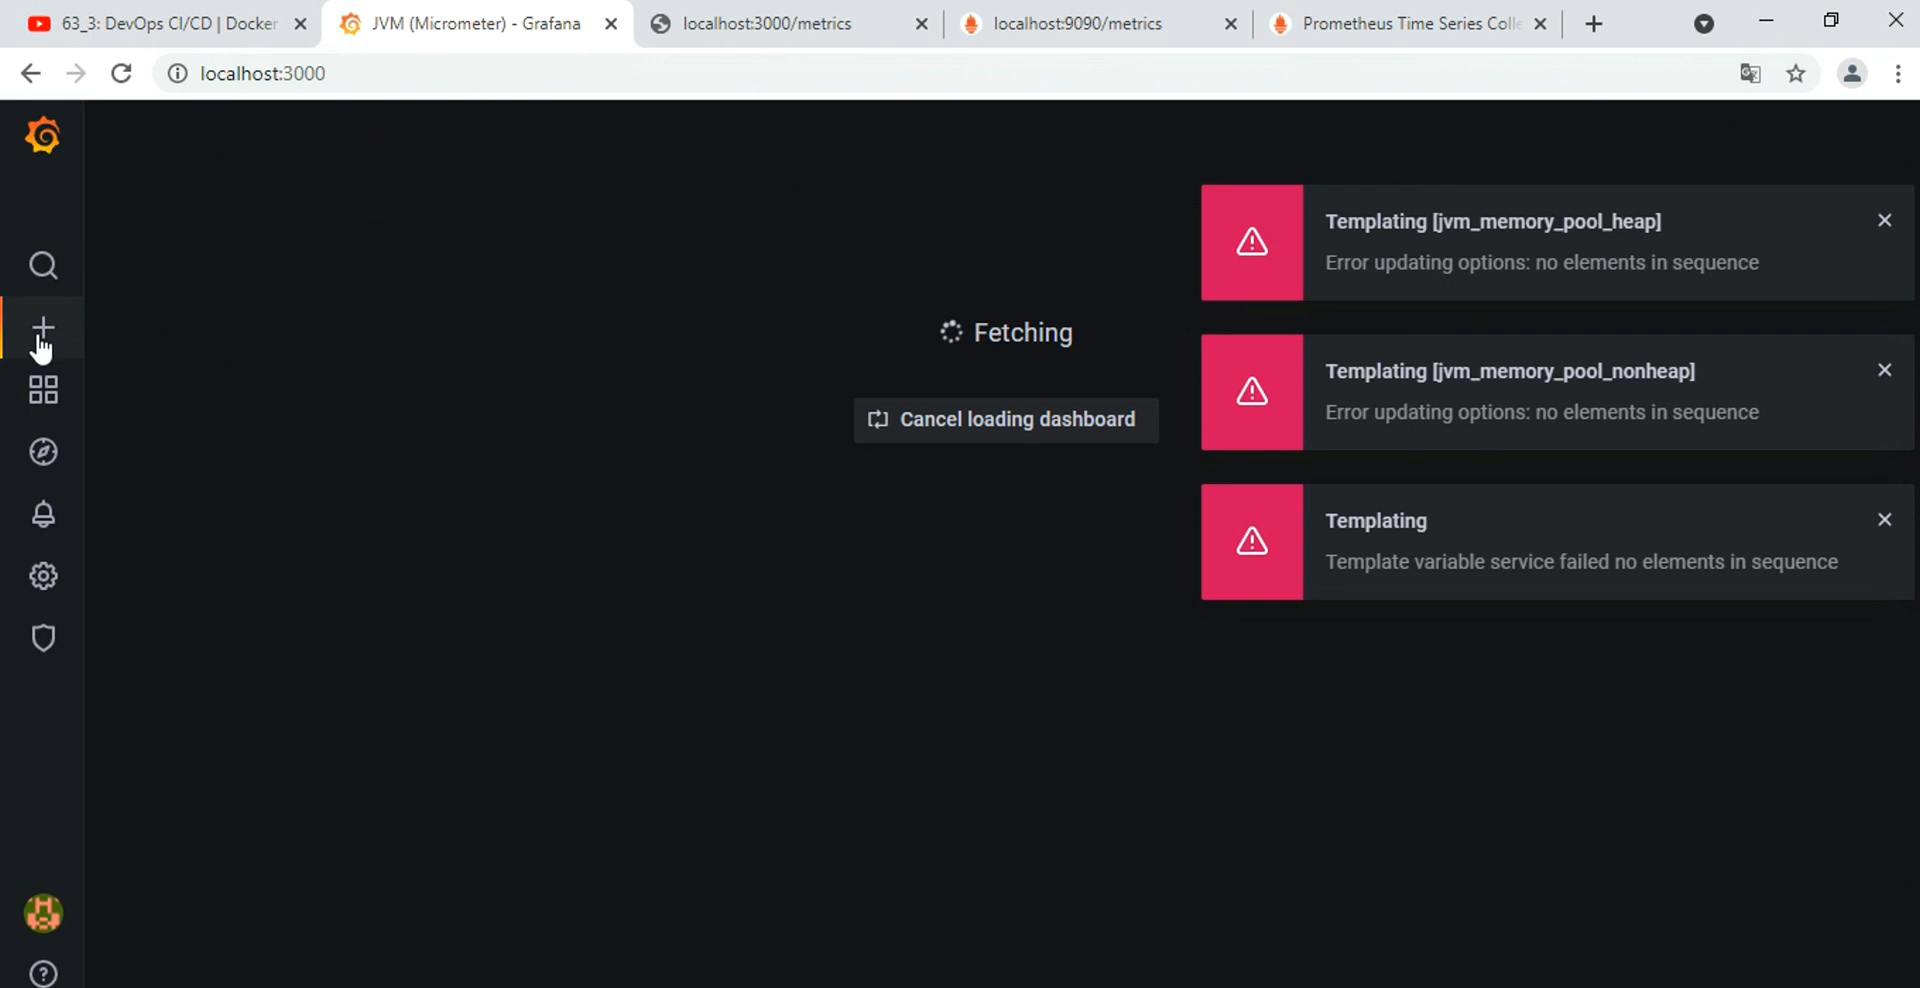 63_3: DevOps CI/CD | Docker
JVM (Micrometer) - Grafana
localhost:3000/metrics
localhost:9090/metrics
Prometheus Time Series Colle
localhost:3000
Templating [jvm_memory_pool_heap]
Error updating options: no elements in sequence
Fetching
Templating [jvm_memory_pool_nonheap]
Error updating options: no elements in sequence
Cancel loading dashboard
Templating
Template variable service failed no elements in sequence